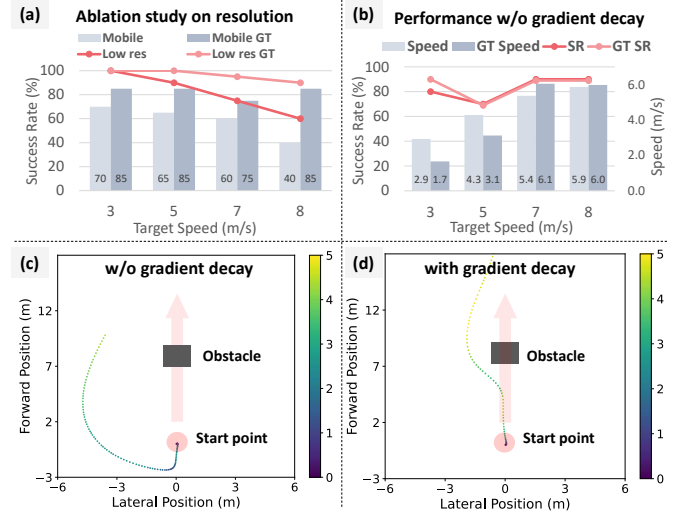 (a) Ablation study on resolution
Mobile Mobile GT
Low res Low res GT
Success Rate (%)
100
80
60
40
20
0
70 85 65 85 60 75 40 85
3 5 7 8
Target Speed (m/s)
(b) Performance w/o gradient decay
Speed GT Speed SR GT SR
Success Rate (%)
100
80
60
40
20
0
6.0
4.0
2.0
0.0
Speed (m/s)
2.9 1.7 4.3 3.1 5.4 6.1 5.9 6.0
3 5 7 8
Target Speed (m/s)
(c) w/o gradient decay
Forward Position (m)
12
7
2
−3
Obstacle
Start point
−6 −3 0 3 6
Lateral Position (m)
5
4
3
2
1
0
(d) with gradient decay
Forward Position (m)
12
7
2
−3
Obstacle
Start point
−6 −3 0 3 6
Lateral Position (m)
5
4
3
2
1
0